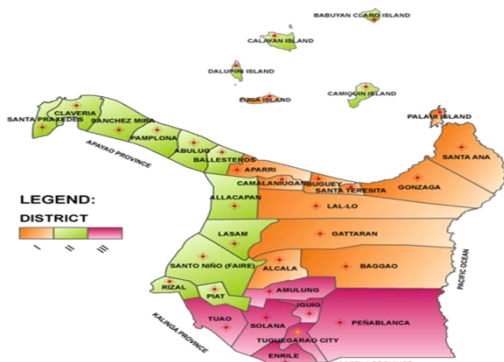 BABUYAN CLARO ISLAND
CALAYAN ISLAND
DALUPIRI ISLAND
FUGA ISLAND
CAMIGUIN ISLAND
PALAUI ISLAND
CLAVERIA
SANTA PRAXEDES
SANCHEZ MIRA
PAMPLONA
ABULUG
BALLESTEROS
APARRI
SANTA ANA
APAYAO PROVINCE
CAMALANIUGAN
BUGUEY
SANTA TERESITA
GONZAGA
ALLACAPAN
LAL-LO
LEGEND:
DISTRICT
I
II
III
GATTARAN
LASAM
SANTO NIÑO (FAIRE)
ALCALA
BAGGAO
PACIFIC OCEAN
RIZAL
PIAT
AMULUNG
IGUIG
TUAO
SOLANA
PEÑABLANCA
KALINGA PROVINCE
TUGUEGARAO CITY
ENRILE